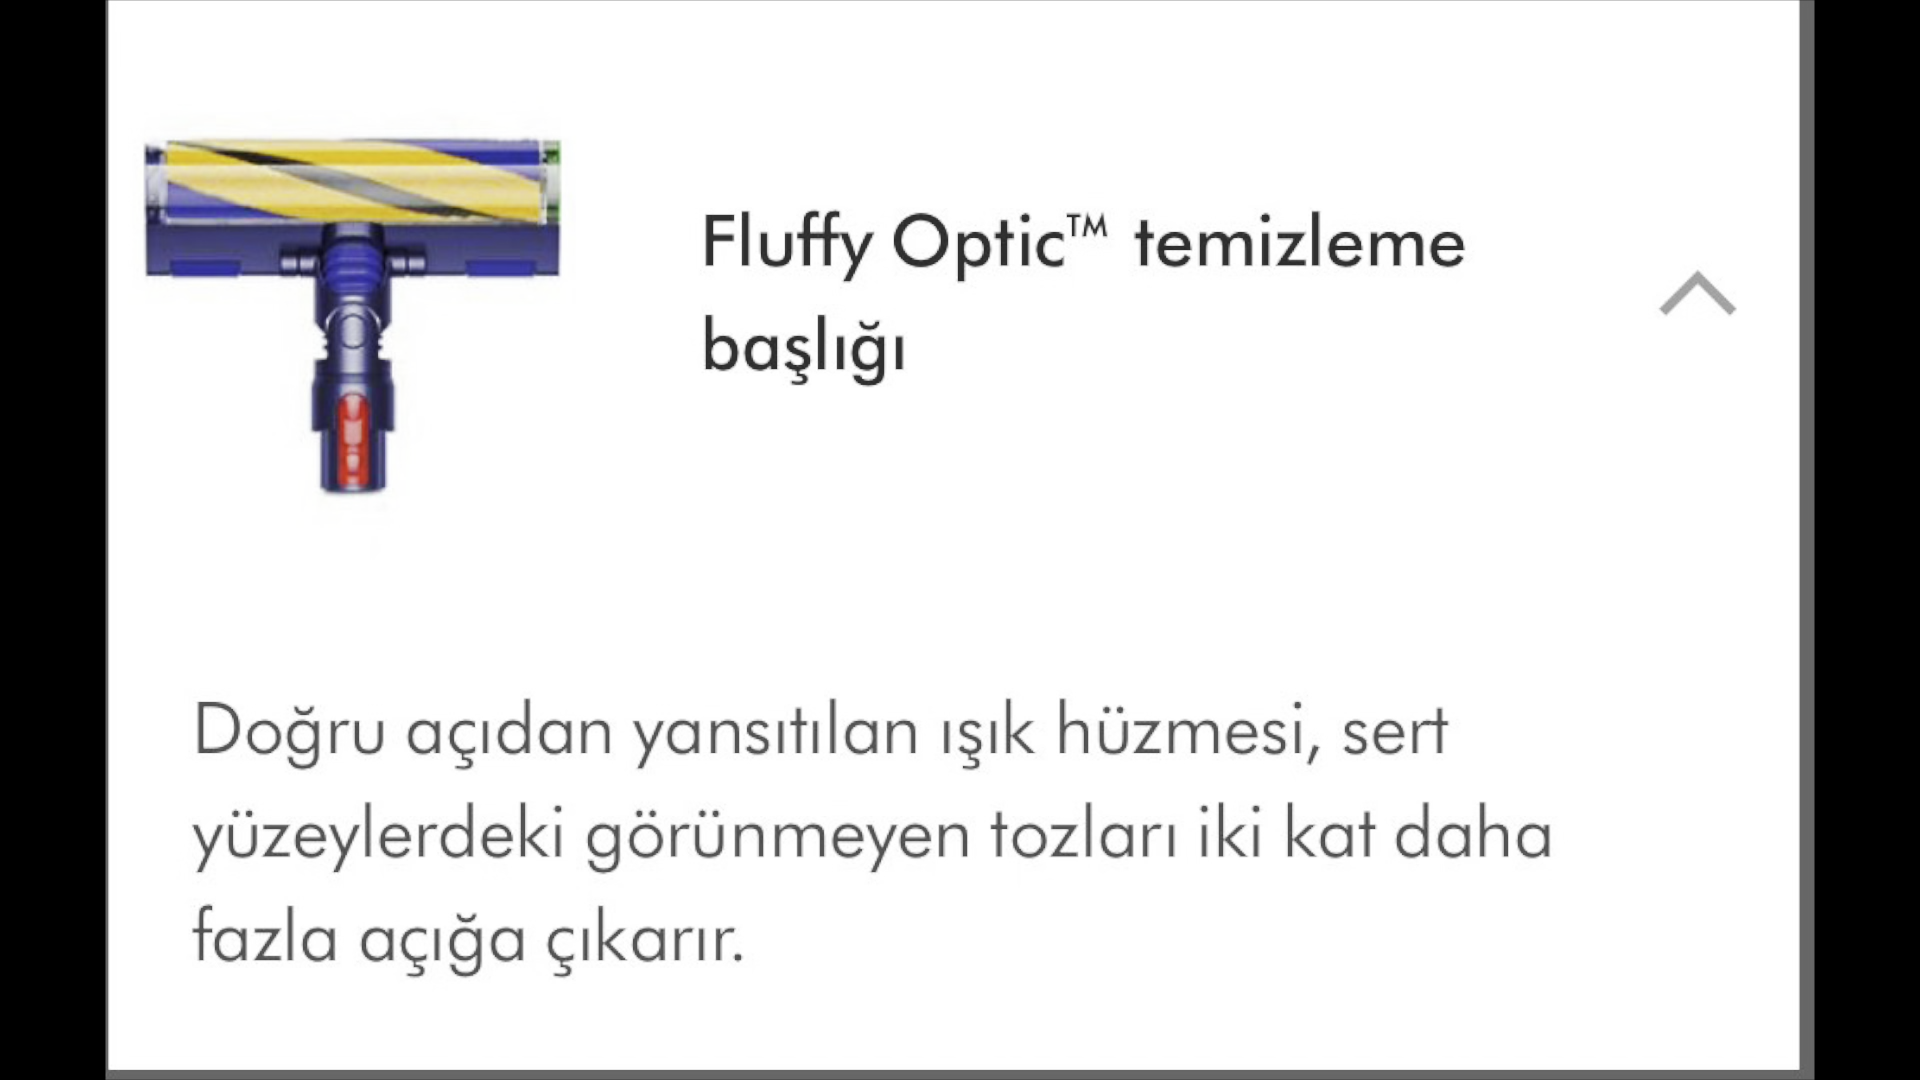 Fluffy Optic™ temizleme
başlığı
Doğru açıdan yansıtılan ışık hüzmesi, sert
yüzeylerdeki görünmeyen tozları iki kat daha
fazla açığa çıkarır.